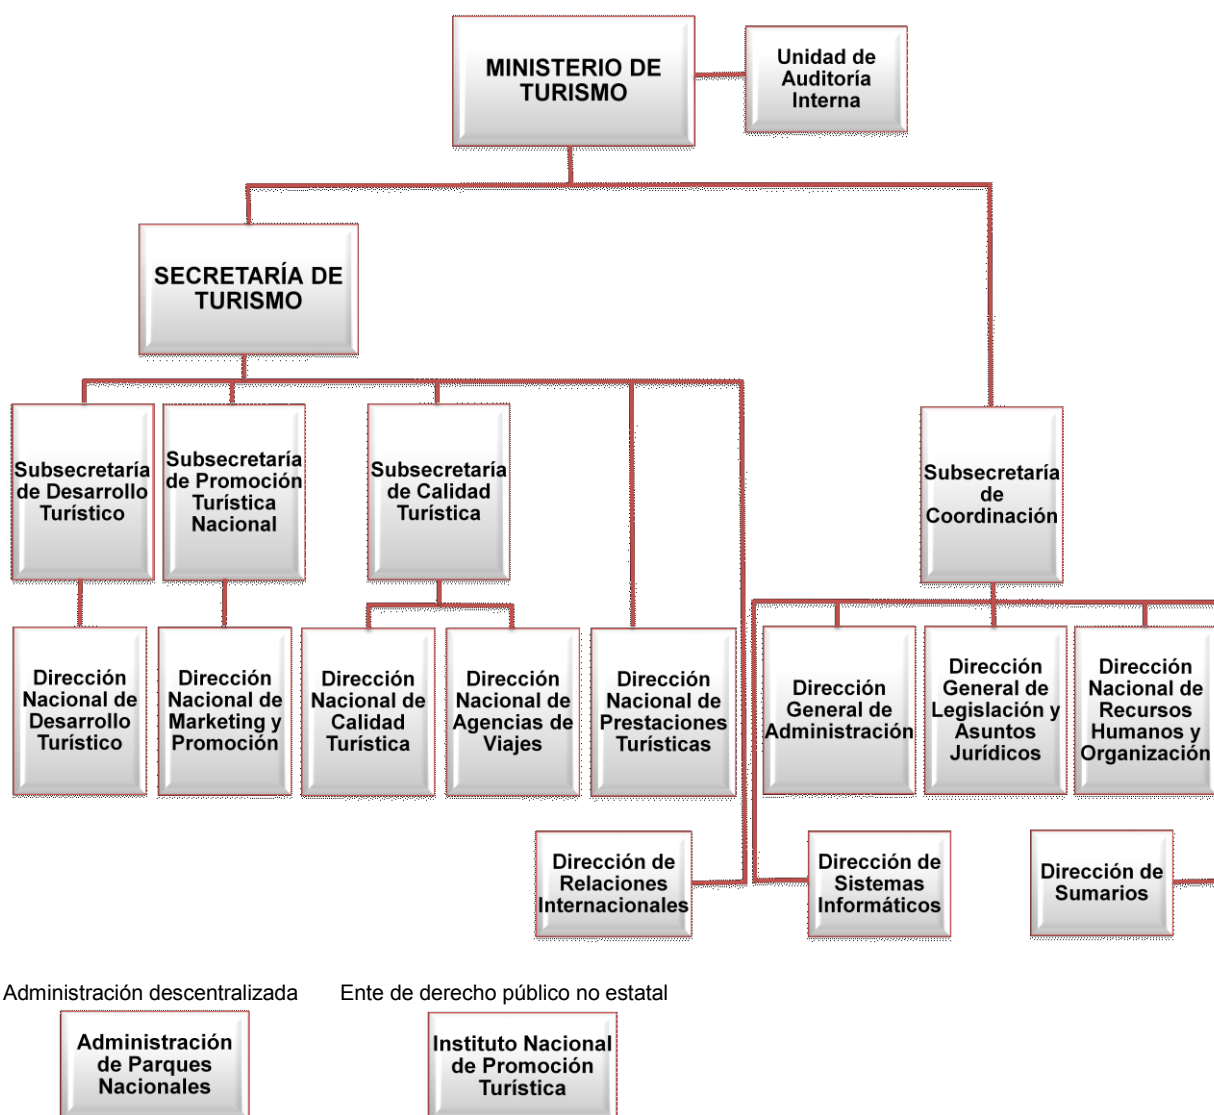 MINISTERIO DE
TURISMO
Unidad de
Auditoría
Interna
SECRETARÍA DE
TURISMO
Subsecretaría
de Desarrollo
Turístico
Subsecretaría
de Promoción
Turística
Nacional
Subsecretaría
de Calidad
Turística
Subsecretaría
de
Coordinación
Dirección
Nacional de
Desarrollo
Turístico
Dirección
Nacional de
Marketing y
Promoción
Dirección
Nacional de
Calidad
Turística
Dirección
Nacional de
Agencias de
Viajes
Dirección
Nacional de
Prestaciones
Turísticas
Dirección
General de
Administración
Dirección
General de
Legislación y
Asuntos
Jurídicos
Dirección
Nacional de
Recursos
Humanos y
Organización
Dirección de
Relaciones
Internacionales
Dirección de
Sistemas
Informáticos
Dirección de
Sumarios
Administración descentralizada
Ente de derecho público no estatal
Administración
de Parques
Nacionales
Instituto Nacional
de Promoción
Turística